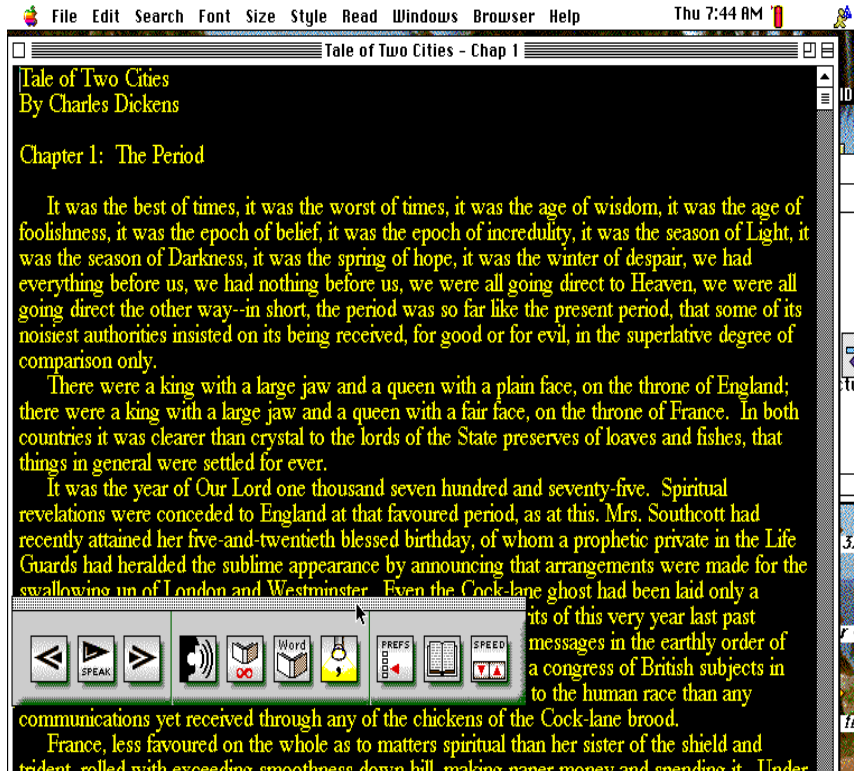 File Edit Search Font Size Style Read Windows Browser Help Thu 7:44 AM
Tale of Two Cities - Chap 1
Tale of Two Cities
By Charles Dickens
Chapter 1: The Period
It was the best of times, it was the worst of times, it was the age of wisdom, it was the age of
foolishness, it was the epoch of belief, it was the epoch of incredulity, it was the season of Light, it
was the season of Darkness, it was the spring of hope, it was the winter of despair, we had
everything before us, we had nothing before us, we were all going direct to Heaven, we were all
going direct the other way--in short, the period was so far like the present period, that some of its
noisiest authorities insisted on its being received, for good or for evil, in the superlative degree of
comparison only.
There were a king with a large jaw and a queen with a plain face, on the throne of England;
there were a king with a large jaw and a queen with a fair face, on the throne of France. In both
countries it was clearer than crystal to the lords of the State preserves of loaves and fishes, that
things in general were settled for ever.
It was the year of Our Lord one thousand seven hundred and seventy-five. Spiritual
revelations were conceded to England at that favoured period, as at this. Mrs. Southcott had
recently attained her five-and-twentieth blessed birthday, of whom a prophetic private in the Life
Guards had heralded the sublime appearance by announcing that arrangements were made for the
swallowing up of London and Westminster. Even the Cock-lane ghost had been laid only a
its of this very year last past
messages in the earthly order of
a congress of British subjects in
to the human race than any
SPEAK Word PREFS SPEED
communications yet received through any of the chickens of the Cock-lane brood.
France, less favoured on the whole as to matters spiritual than her sister of the shield and
trident, rolled with exceeding smoothness down hill, making paper money and spending it. Under